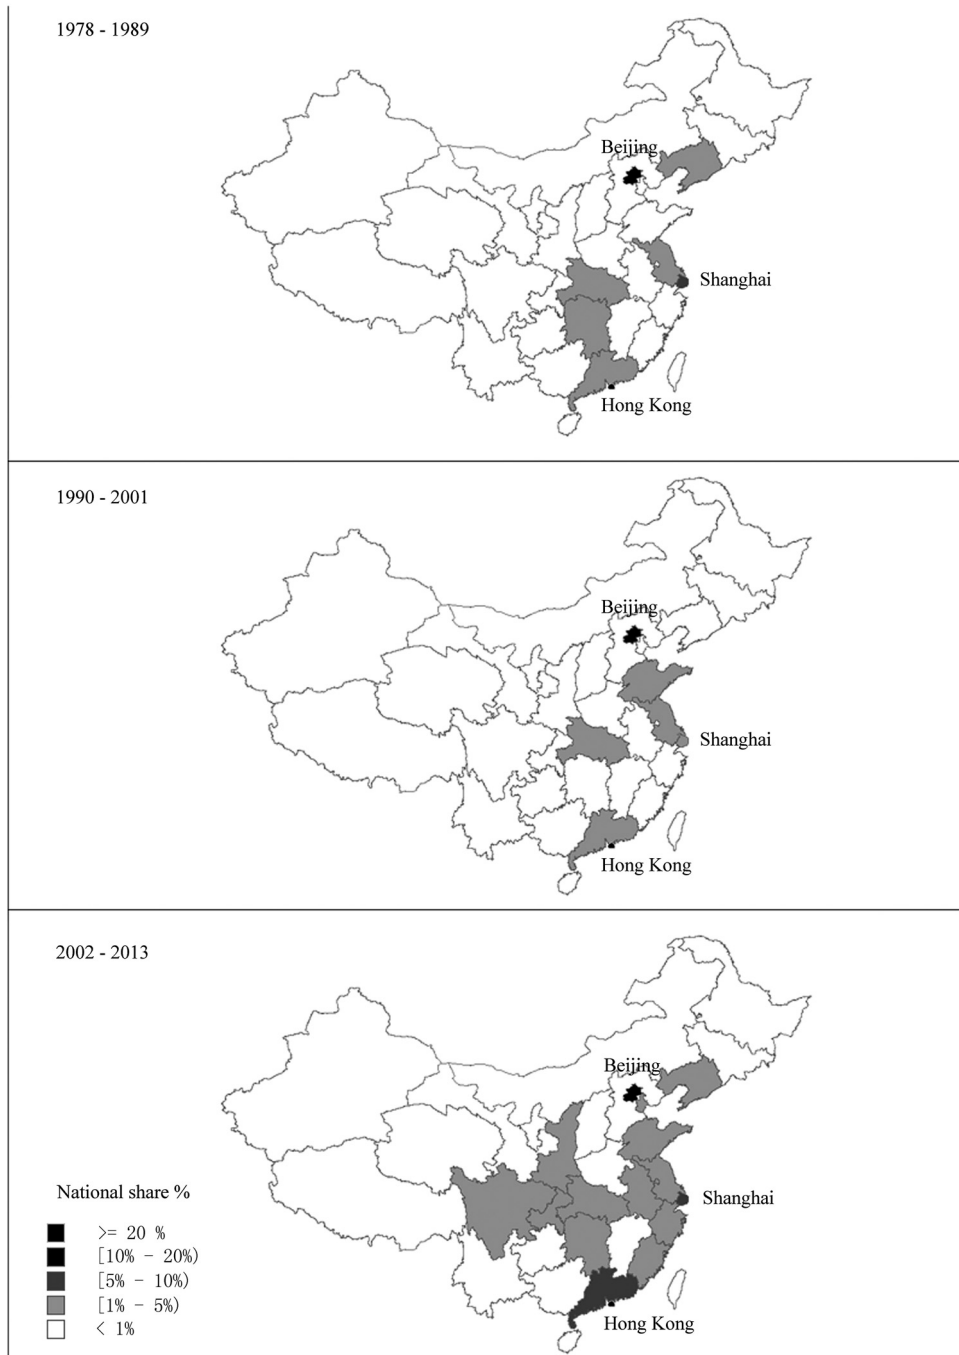 1978 - 1989
Beijing
Shanghai
Hong Kong
1990 - 2001
Beijing
Shanghai
Hong Kong
2002 - 2013
Beijing
Shanghai
Hong Kong
National share %
>= 20 %
[10% - 20%)
[5% - 10%)
[1% - 5%)
< 1%